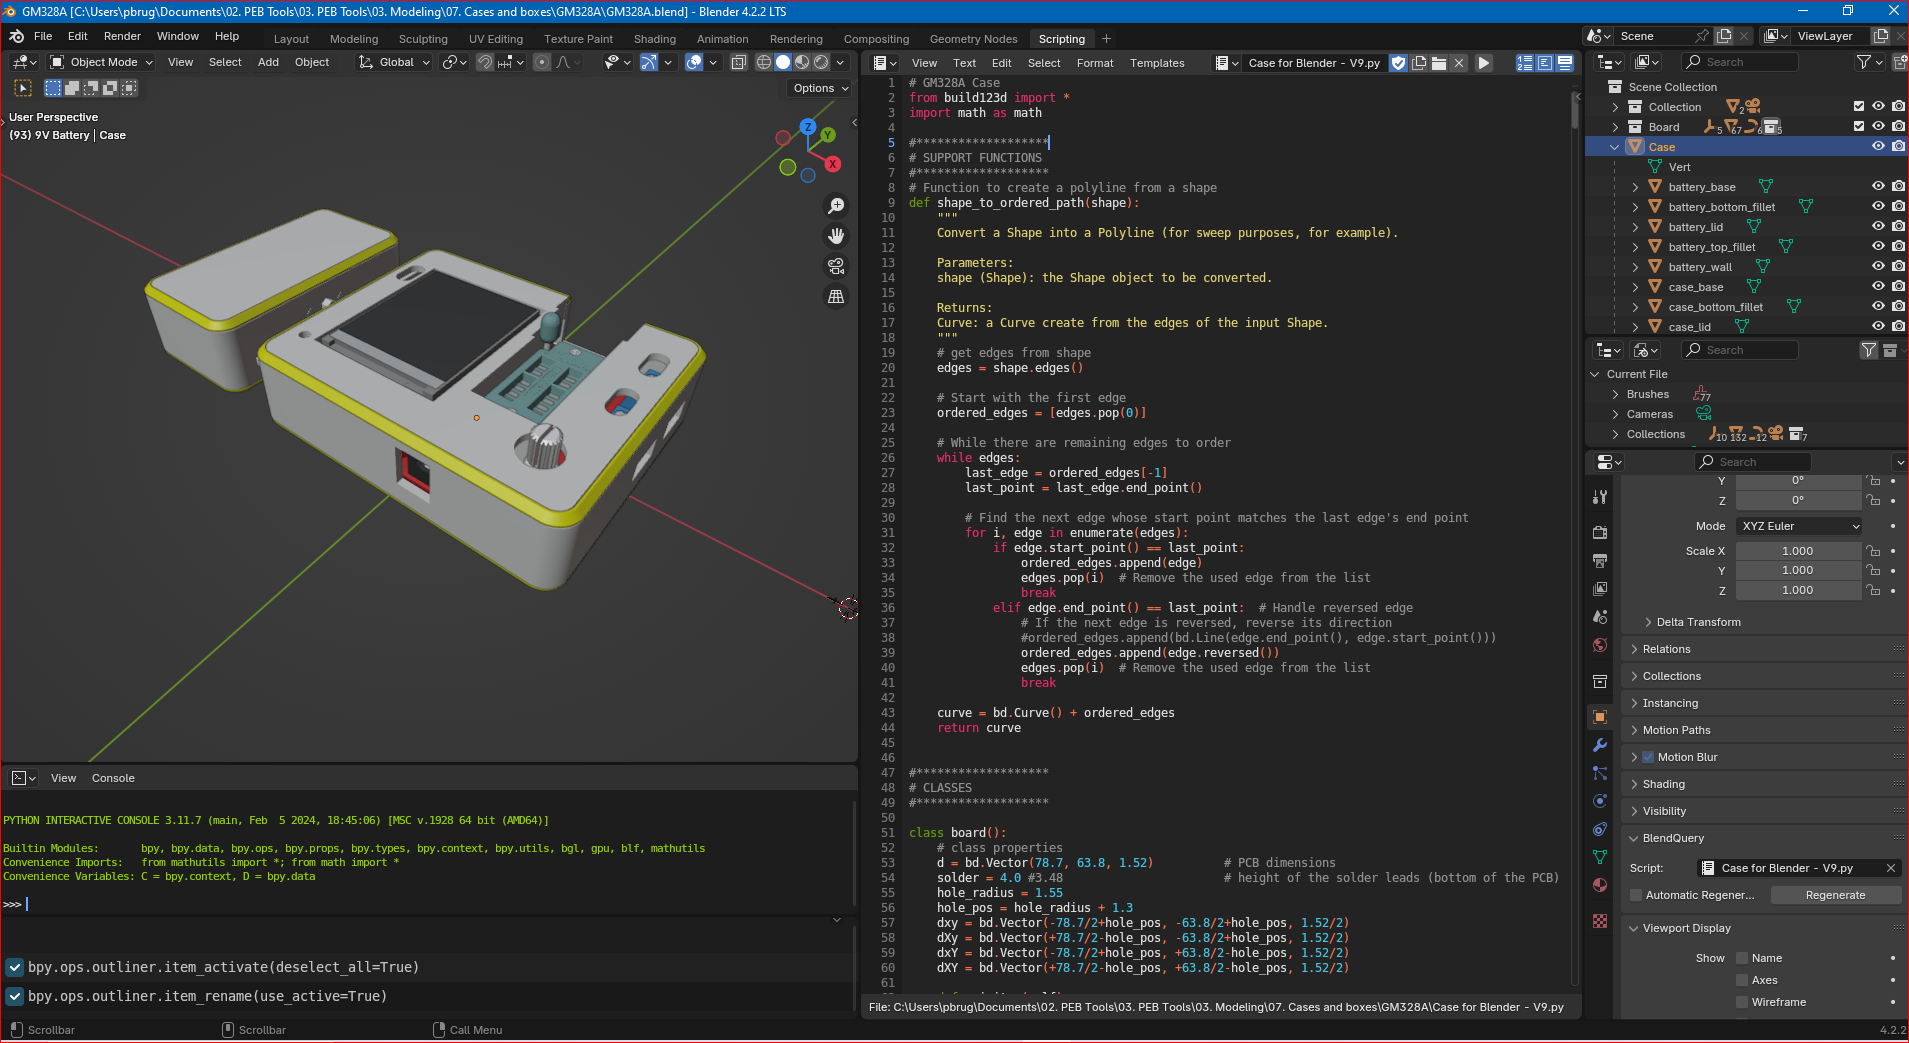 GM328A [C:\Users\pbrug\Documents\02. PEB Tools\03. PEB Tools\03. Modeling\07. Cases and boxes\GM328A\GM328A.blend] - Blender 4.2.2 LTS
File Edit Render Window Help Layout Modeling Sculpting UV Editing Texture Paint Shading Animation Rendering Compositing Geometry Nodes Scripting + Scene ViewLayer
Object Mode View Select Add Object Global
Options
User Perspective
(93) 9V Battery | Case
Z
Y
X
View Text Edit Select Format Templates Case for Blender - V9.py
1 # GM328A Case
2 from build123d import *
3 import math as math
4
5 #*******************
6 # SUPPORT FUNCTIONS
7 #*******************
8 # Function to create a polyline from a shape
9 def shape_to_ordered_path(shape):
10 """
11 Convert a Shape into a Polyline (for sweep purposes, for example).
12
13 Parameters:
14 shape (Shape): the Shape object to be converted.
15
16 Returns:
17 Curve: a Curve create from the edges of the input Shape.
18 """
19 # get edges from shape
20 edges = shape.edges()
21
22 # Start with the first edge
23 ordered_edges = [edges.pop(0)]
24
25 # While there are remaining edges to order
26 while edges:
27 last_edge = ordered_edges[-1]
28 last_point = last_edge.end_point()
29
30 # Find the next edge whose start point matches the last edge's end point
31 for i, edge in enumerate(edges):
32 if edge.start_point() == last_point:
33 ordered_edges.append(edge)
34 edges.pop(i)  # Remove the used edge from the list
35 break
36 elif edge.end_point() == last_point:  # Handle reversed edge
37 # If the next edge is reversed, reverse its direction
38 #ordered_edges.append(bd.Line(edge.end_point(), edge.start_point()))
39 ordered_edges.append(edge.reversed())
40 edges.pop(i)  # Remove the used edge from the list
41 break
42
43 curve = bd.Curve() + ordered_edges
44 return curve
45
46
47 #*******************
48 # CLASSES
49 #*******************
50
51 class board():
52 # class properties
53 d = bd.Vector(78.7, 63.8, 1.52) # PCB dimensions
54 solder = 4.0 #3.48 # height of the solder leads (bottom of the PCB)
55 hole_radius = 1.55
56 hole_pos = hole_radius + 1.3
57 dxy = bd.Vector(-78.7/2+hole_pos, -63.8/2+hole_pos, 1.52/2)
58 dXy = bd.Vector(+78.7/2-hole_pos, -63.8/2+hole_pos, 1.52/2)
59 dxY = bd.Vector(-78.7/2+hole_pos, +63.8/2-hole_pos, 1.52/2)
60 dXY = bd.Vector(+78.7/2-hole_pos, +63.8/2-hole_pos, 1.52/2)
61
File: C:\Users\pbrug\Documents\02. PEB Tools\03. PEB Tools\03. Modeling\07. Cases and boxes\GM328A\Case for Blender - V9.py
View Console
PYTHON INTERACTIVE CONSOLE 3.11.7 (main, Feb  5 2024, 18:45:06) [MSC v.1928 64 bit (AMD64)]
Builtin Modules: bpy, bpy.data, bpy.ops, bpy.props, bpy.types, bpy.context, bpy.utils, bgl, gpu, blf, mathutils
Convenience Imports: from mathutils import *; from math import *
Convenience Variables: C = bpy.context, D = bpy.data
>>>
bpy.ops.outliner.item_activate(deselect_all=True)
bpy.ops.outliner.item_rename(use_active=True)
Search
Scene Collection
Collection 2
Board 5 67 6 5
Case
Vert
battery_base
battery_bottom_fillet
battery_lid
battery_top_fillet
battery_wall
case_base
case_bottom_fillet
case_lid
Search
Current File
Brushes 77
Cameras
Collections 10 132 12 7
Search
Y 0°
Z 0°
Mode XYZ Euler
Scale X 1.000
Y 1.000
Z 1.000
Delta Transform
Relations
Collections
Instancing
Motion Paths
Motion Blur
Shading
Visibility
BlendQuery
Script: Case for Blender - V9.py
Automatic Regener... Regenerate
Viewport Display
Show Name
Axes
Wireframe
Scrollbar Scrollbar Call Menu 4.2.2